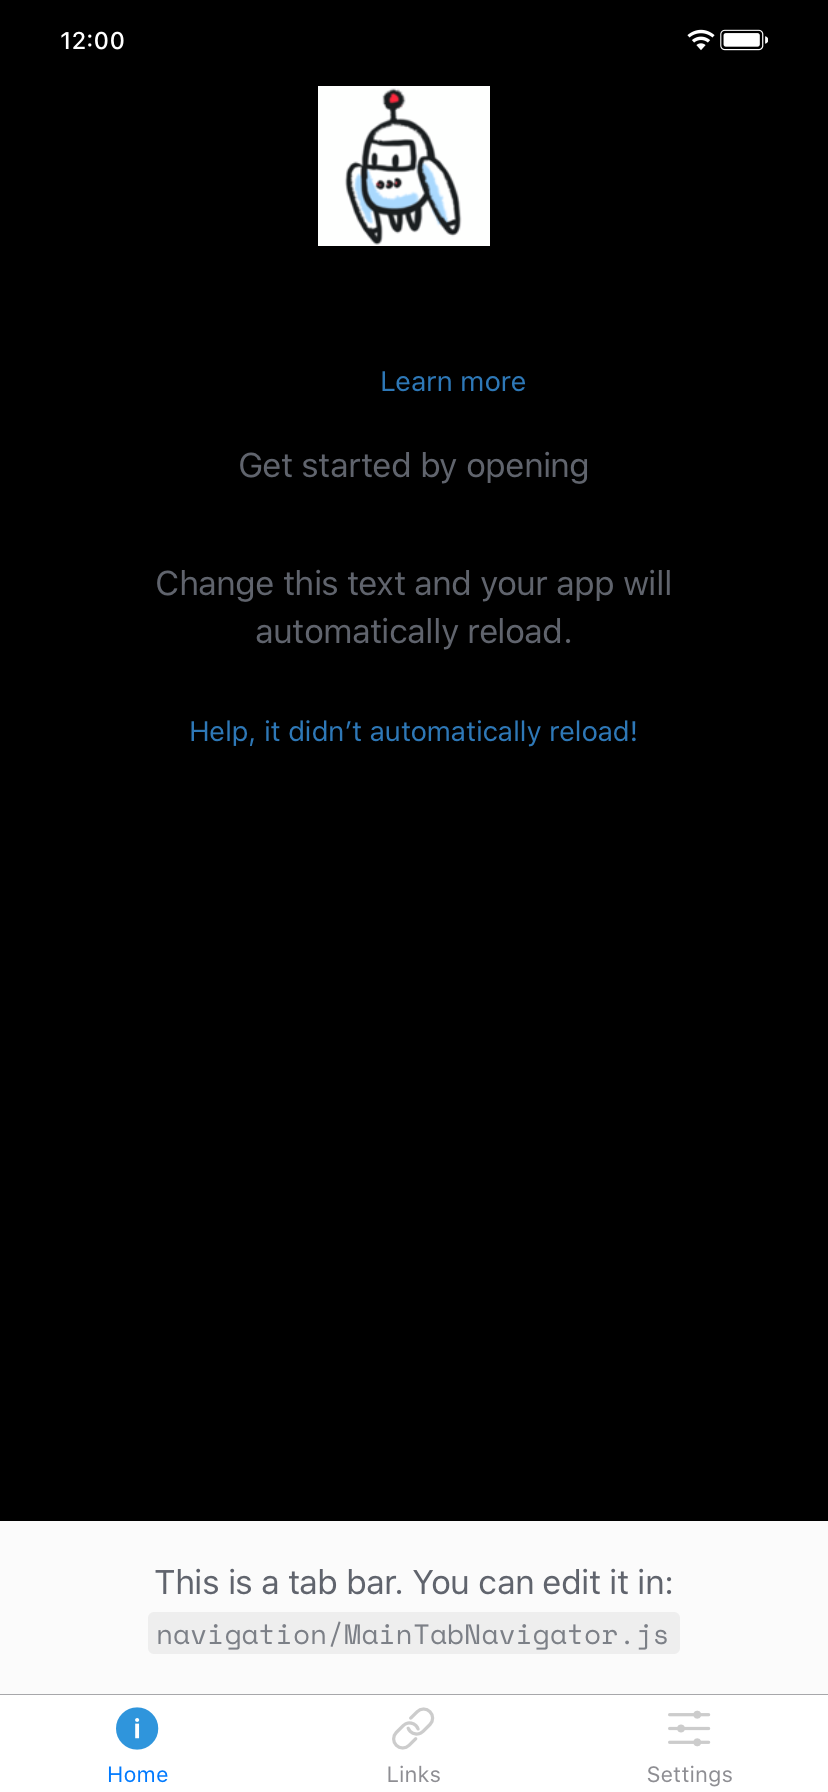 12:00
Learn more
Get started by opening
Change this text and your app will
automatically reload.
Help, it didn’t automatically reload!
This is a tab bar. You can edit it in:
navigation/MainTabNavigator.js
Home
Links
Settings